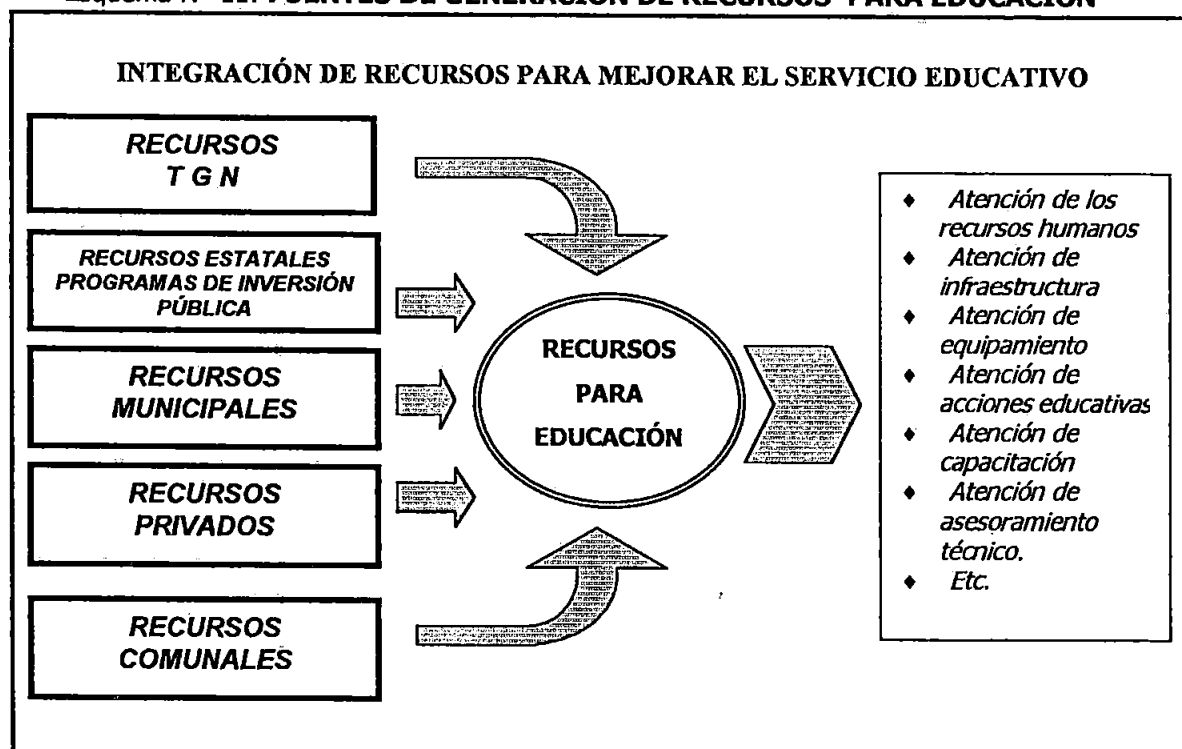 PARA EDUCACIÓN
INTEGRACIÓN DE RECURSOS PARA MEJORAR EL SERVICIO EDUCATIVO
RECURSOS
T G N
RECURSOS ESTATALES
PROGRAMAS DE INVERSIÓN
PÚBLICA
RECURSOS
MUNICIPALES
RECURSOS
PRIVADOS
RECURSOS
COMUNALES
RECURSOS
PARA
EDUCACIÓN
♦ Atención de los
recursos humanos
♦ Atención de
infraestructura
♦ Atención de
equipamiento
♦ Atención de
acciones educativas
♦ Atención de
capacitación
♦ Atención de
asesoramiento
técnico.
♦ Etc.